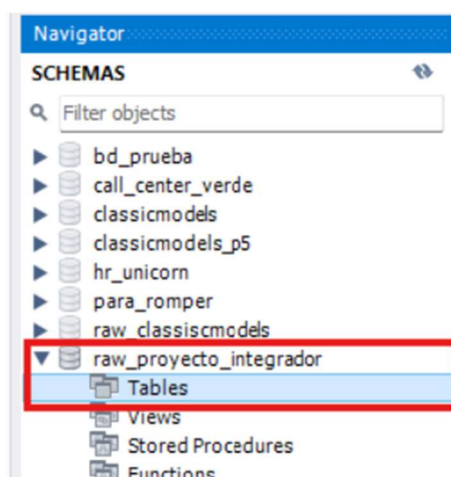 Navigator
SCHEMAS
Filter objects
bd_prueba
call_center_verde
classicmodels
classicmodels_p5
hr_unicorn
para_romper
raw_classiscmodels
raw_proyecto_integrador
Tables
Views
Stored Procedures
Functions